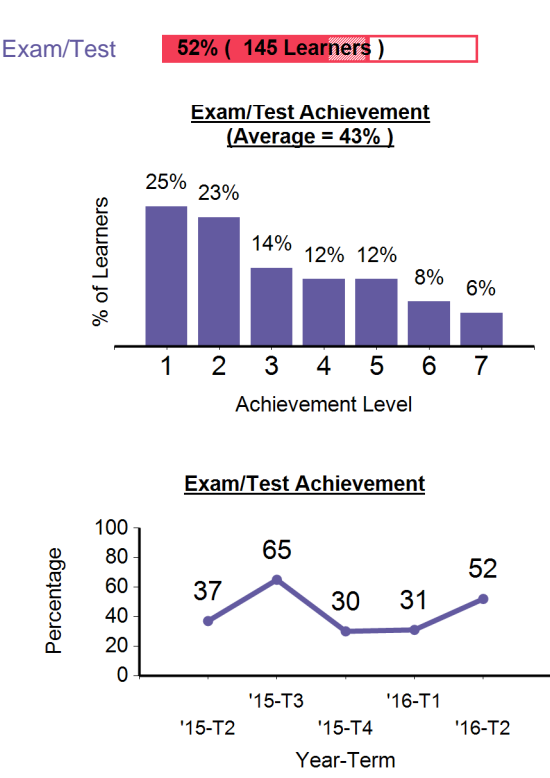 Exam/Test 52% ( 145 Learners )
Exam/Test Achievement
(Average = 43% )
% of Learners
25% 23% 14% 12% 12% 8% 6%
1 2 3 4 5 6 7
Achievement Level
Exam/Test Achievement
Percentage
100
80
60
40
20
0
37 65 30 31 52
'15-T3 '16-T1
'15-T2 '15-T4 '16-T2
Year-Term